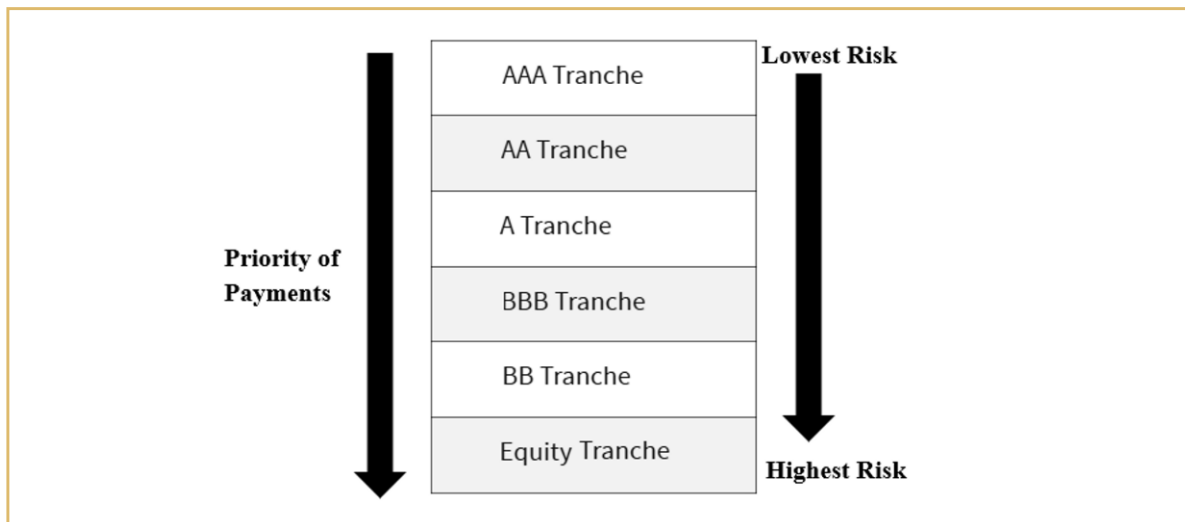 Lowest Risk
AAA Tranche
AA Tranche
A Tranche
Priority of
Payments
BBB Tranche
BB Tranche
Equity Tranche
Highest Risk